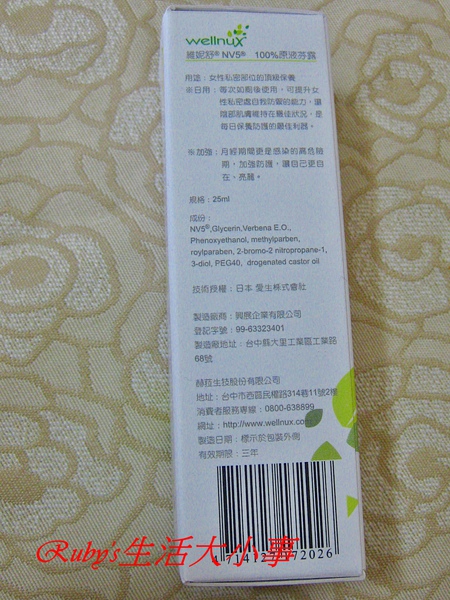 wellnux
維妮舒® NV5® 100%原液芬露
用途：女性私密部位的頂級保養
※日用：每次如廁後使用，可提升女
性私密處自我防禦的能力，讓
陰部肌膚維持在最佳狀況，是
每日保養防護的最佳利器。
※加強：月經期間更是感染的高危險
期，加強防護，讓自己更自
在、亮麗。
規格：25ml
成份：
NV5®,Glycerin,Verbena E.O.,
Phenoxyethanol, methylparben,
roylparaben, 2-bromo-2 nitropropane-1,
3-diol, PEG40, drogenated castor oil
技術授權：日本 愛生株式會社
製造廠商：興展企業有限公司
登記字號：99-63323401
製造廠地址：台中縣大里工業區工業路
68號
赫菈生技股份有限公司
地址：台中市西區民權路314巷11號2樓
消費者服務專線：0800-638899
網址：http://www.wellnux.com
製造日期：標示於包裝外側
有效期限：三年
Ruby's生活大小事